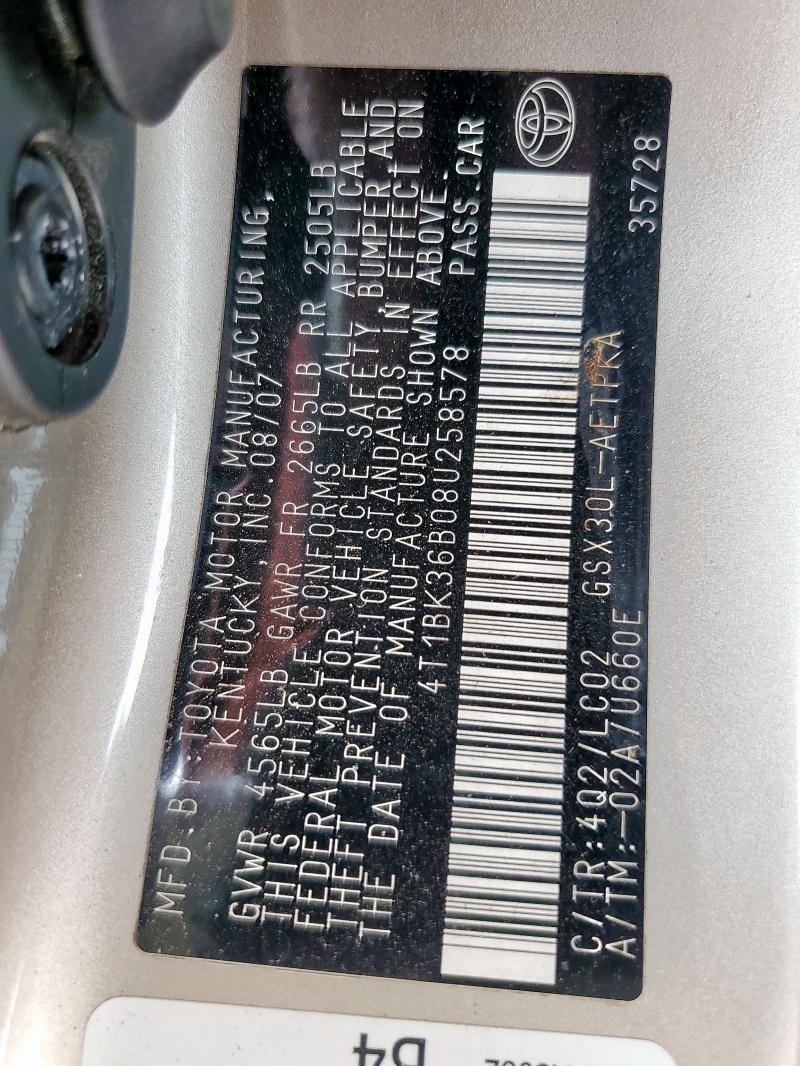 MFD.BY:TOYOTA MOTOR MANUFACTURING,
KENTUCKY,INC.08/07
GVWR 4565LB GAWR FR 2665LB RR 2505LB
THIS VEHICLE CONFORMS TO ALL APPLICABLE
FEDERAL MOTOR VEHICLE SAFETY,BUMPER,AND
THEFT PREVENTION STANDARDS IN EFFECT ON
THE DATE OF MANUFACTURE SHOWN ABOVE.
4T1BK36B08U258578 PASS.CAR
C/TR:4Q2/LC02 GSX30L-AETPKA
A/TM:-02A/U660E 35728